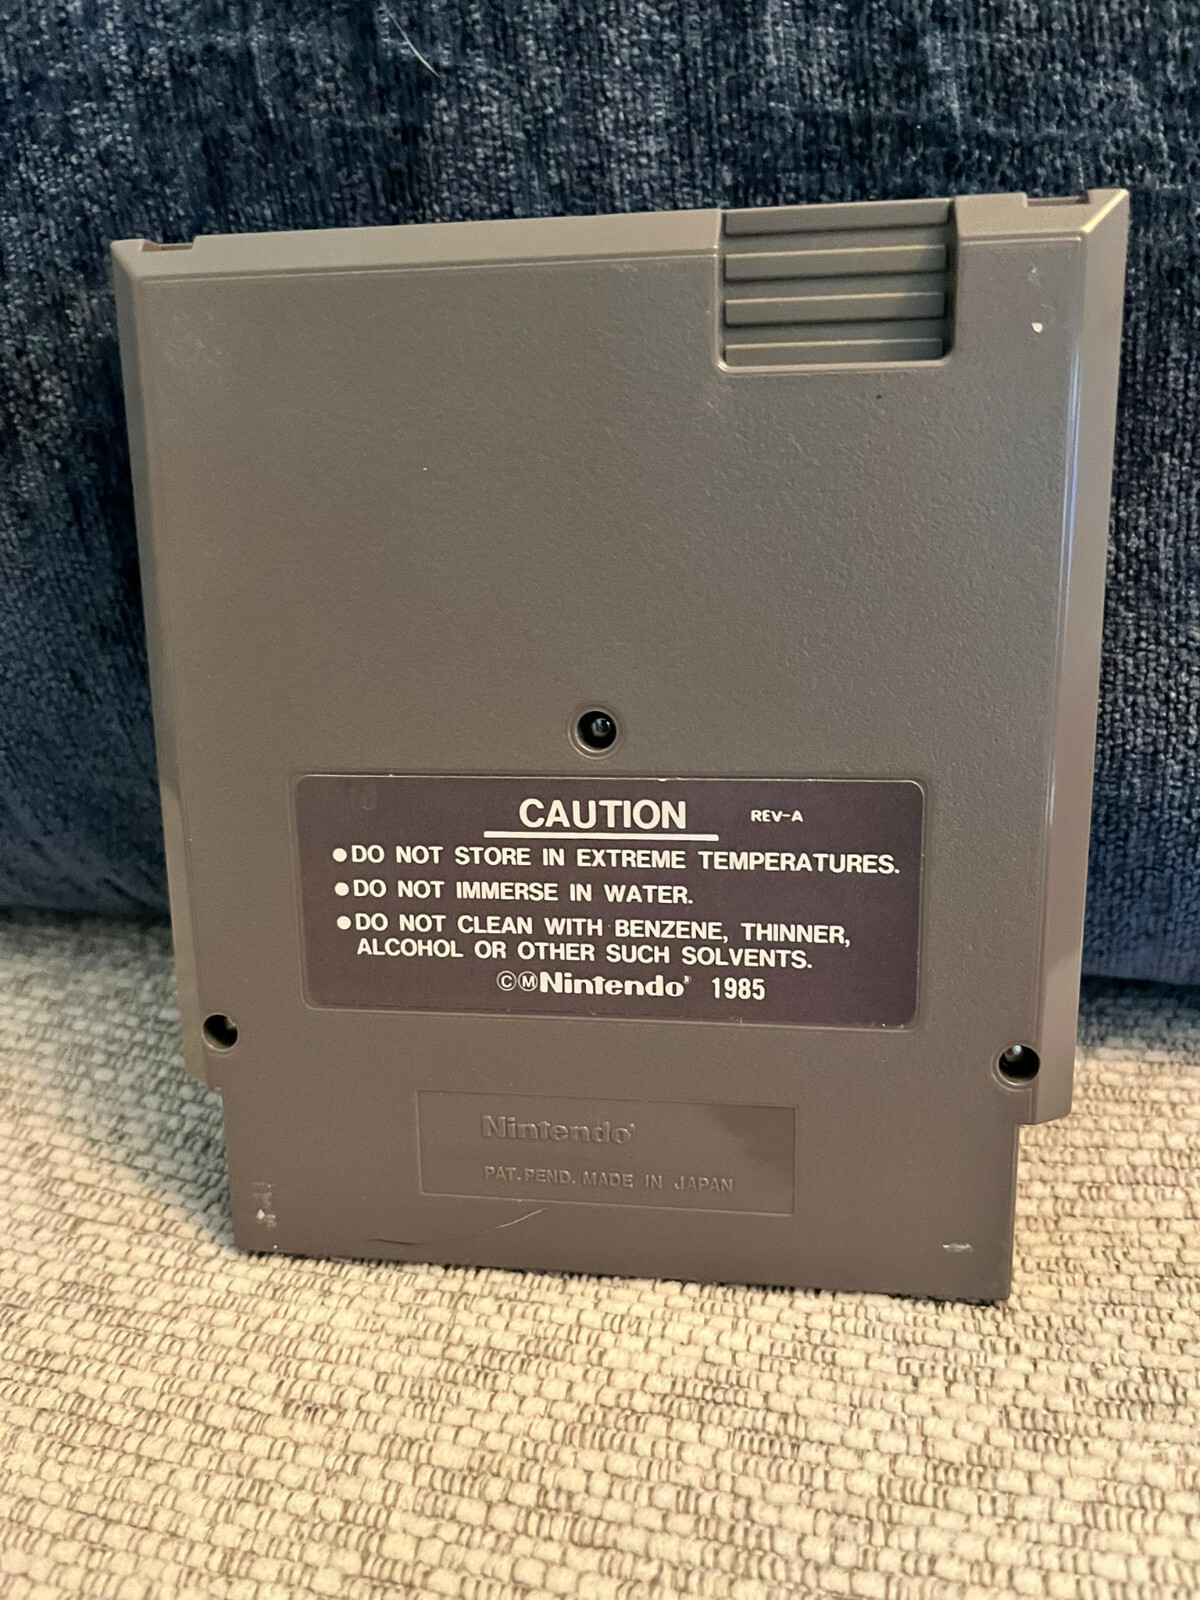 CAUTION REV-A
●DO NOT STORE IN EXTREME TEMPERATURES.
●DO NOT IMMERSE IN WATER.
●DO NOT CLEAN WITH BENZENE, THINNER,
ALCOHOL OR OTHER SUCH SOLVENTS.
©ⓂNintendo® 1985
Nintendo®
PAT. PEND. MADE IN JAPAN